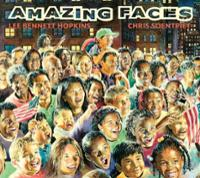 AMAZING FACES
LEE BENNETT HOPKINS CHRIS SOENTPIET